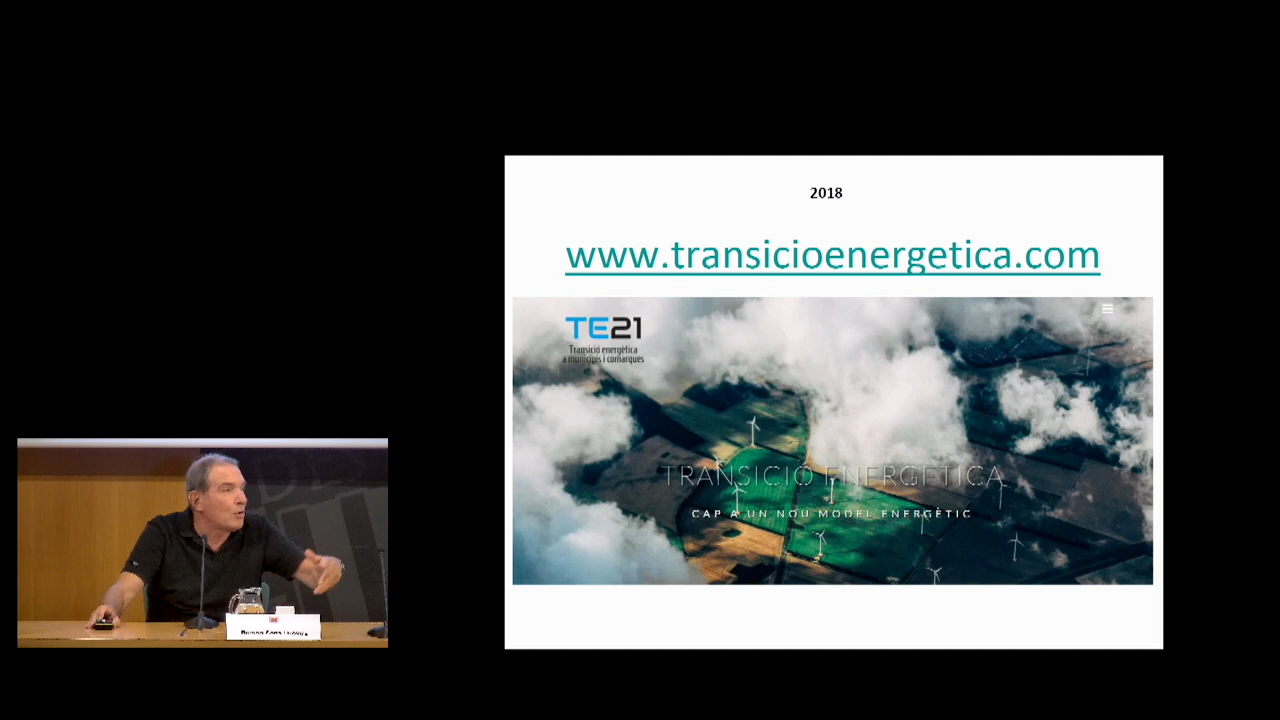 2018
www.transicioenergetica.com
TE21
Transició energètica
a municipis i comarques
TRANSICIÓ ENERGÈTICA
CAP A UN NOU MODEL ENERGÈTIC